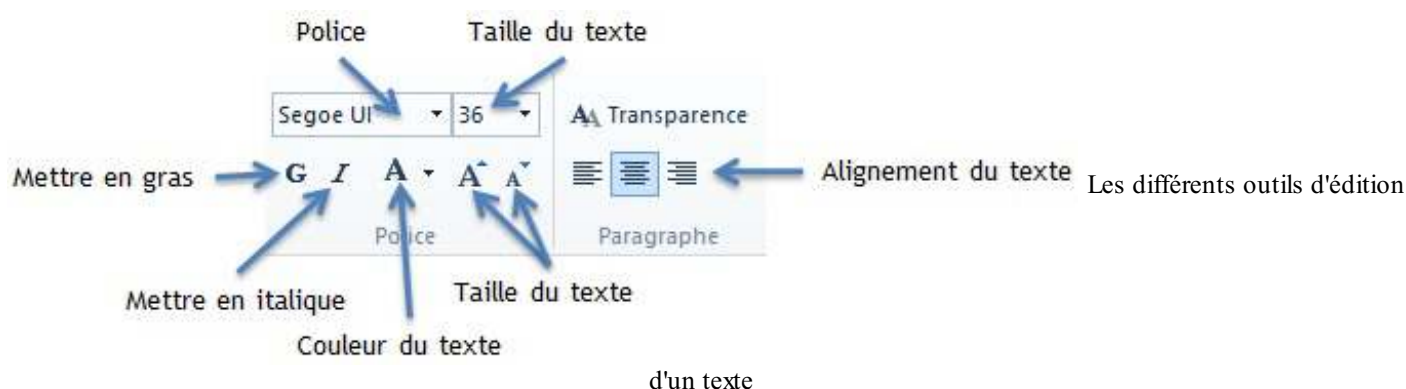 Police Taille du texte
Segoe UI 36 AA Transparence
Mettre en gras G I A A A Alignement du texte Les différents outils d'édition
Police Paragraphe
Mettre en italique Taille du texte
Couleur du texte
d'un texte